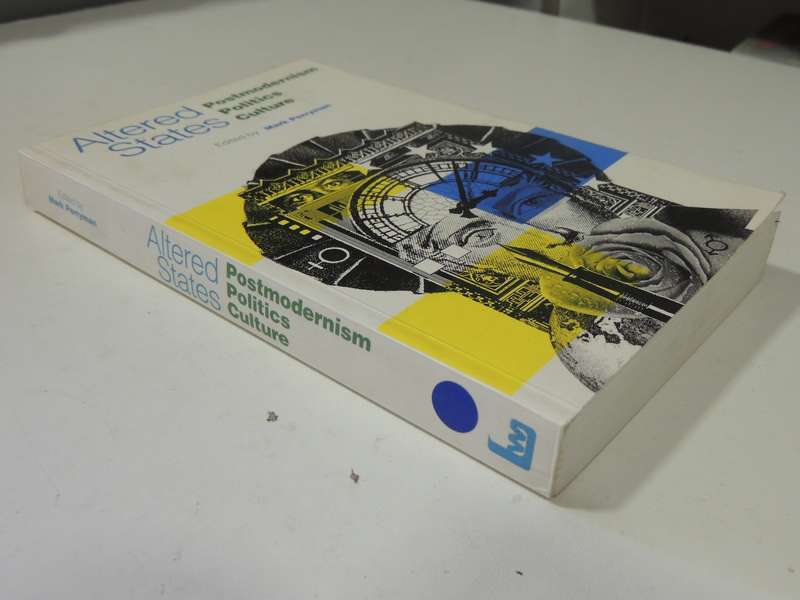 Altered
States
Postmodernism
Politics
Culture
Edited by Mark Perryman
Edited by
Mark Perryman
Altered
States
Postmodernism
Politics
Culture
LW